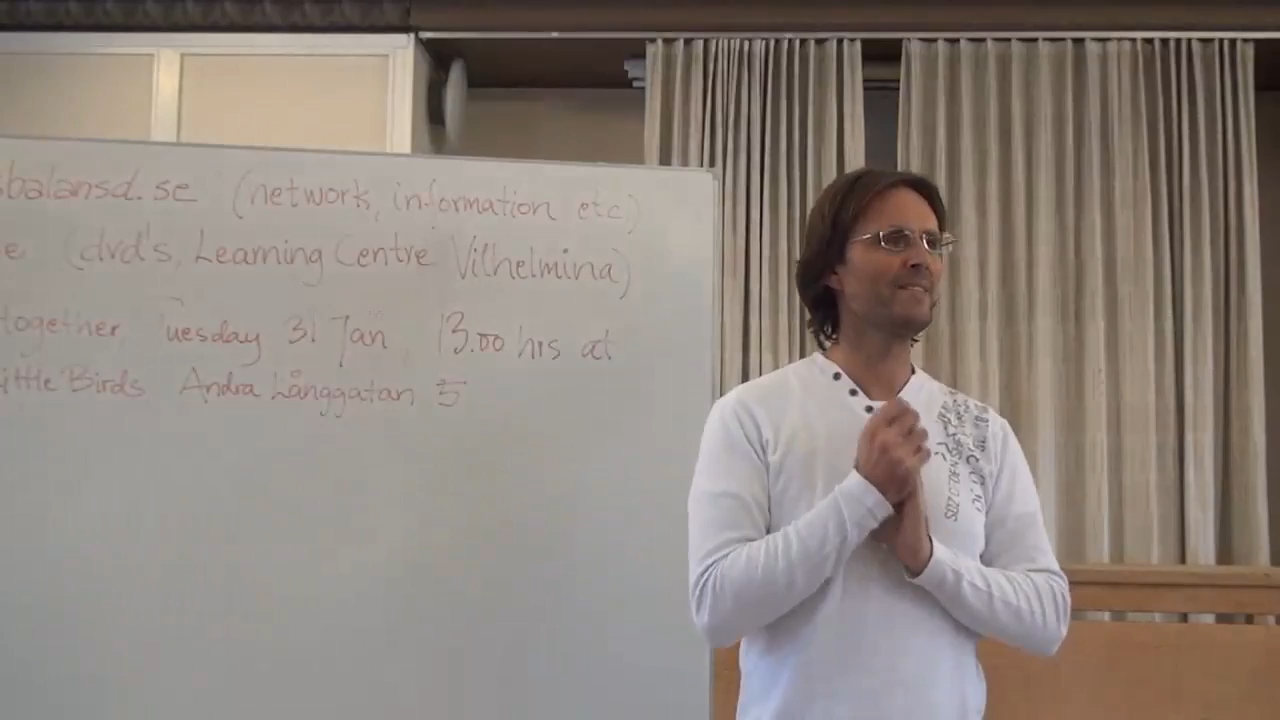 balansd.se (network, information etc)
e (dvd's, Learning Centre Vilhelmina)
together Tuesday 31 Jan, 13.00 hrs at
ittle Birds Andra Långgatan 5